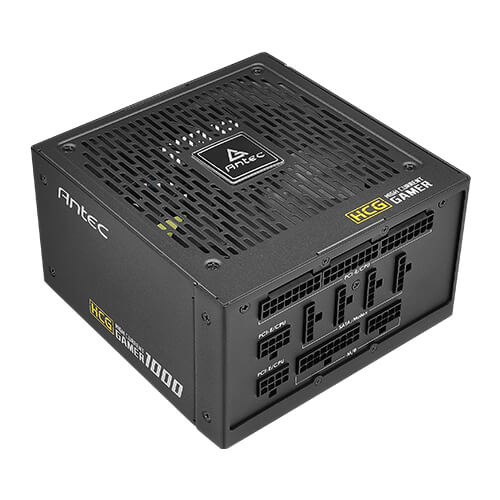 Antec
HCG
HIGH CURRENT
GAMER
Antec
HCG
HIGH CURRENT
GAMER
1000
PCI-E/CPU
SATA/Molex
PCI-E/CPU
M/B
PCI-E/CPU